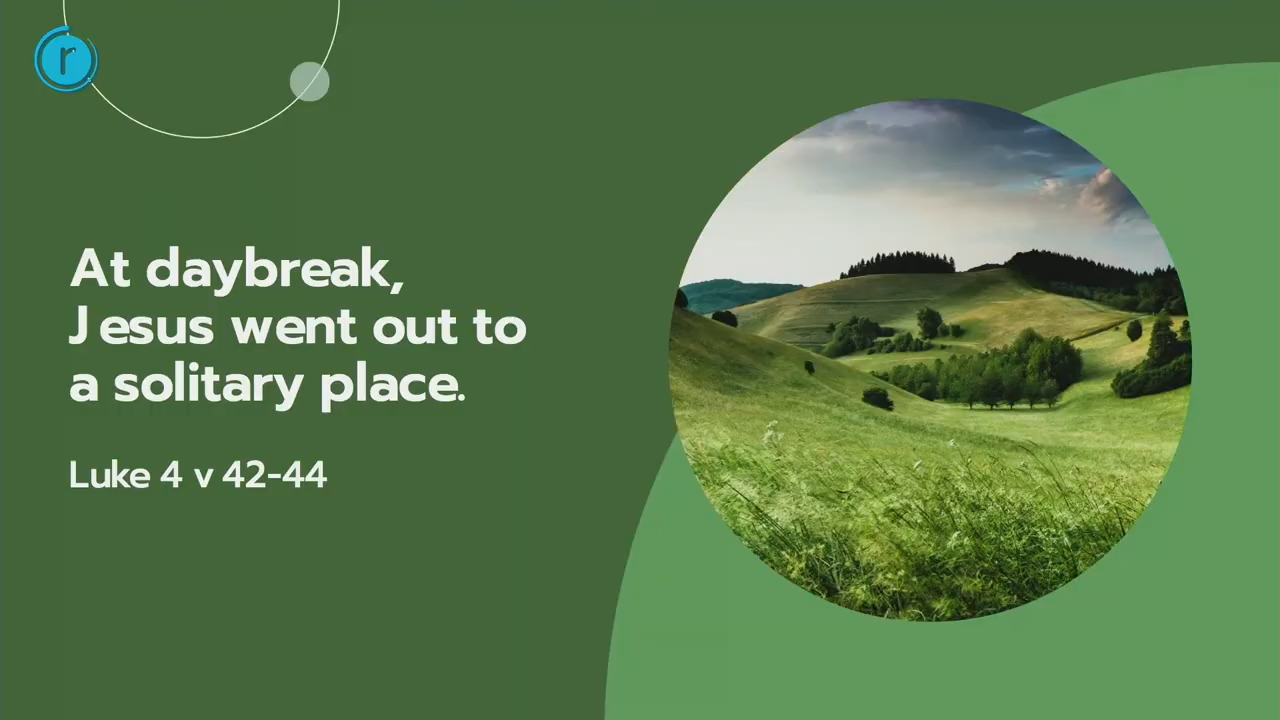 r
At daybreak,
Jesus went out to
a solitary place.
Luke 4 v 42-44